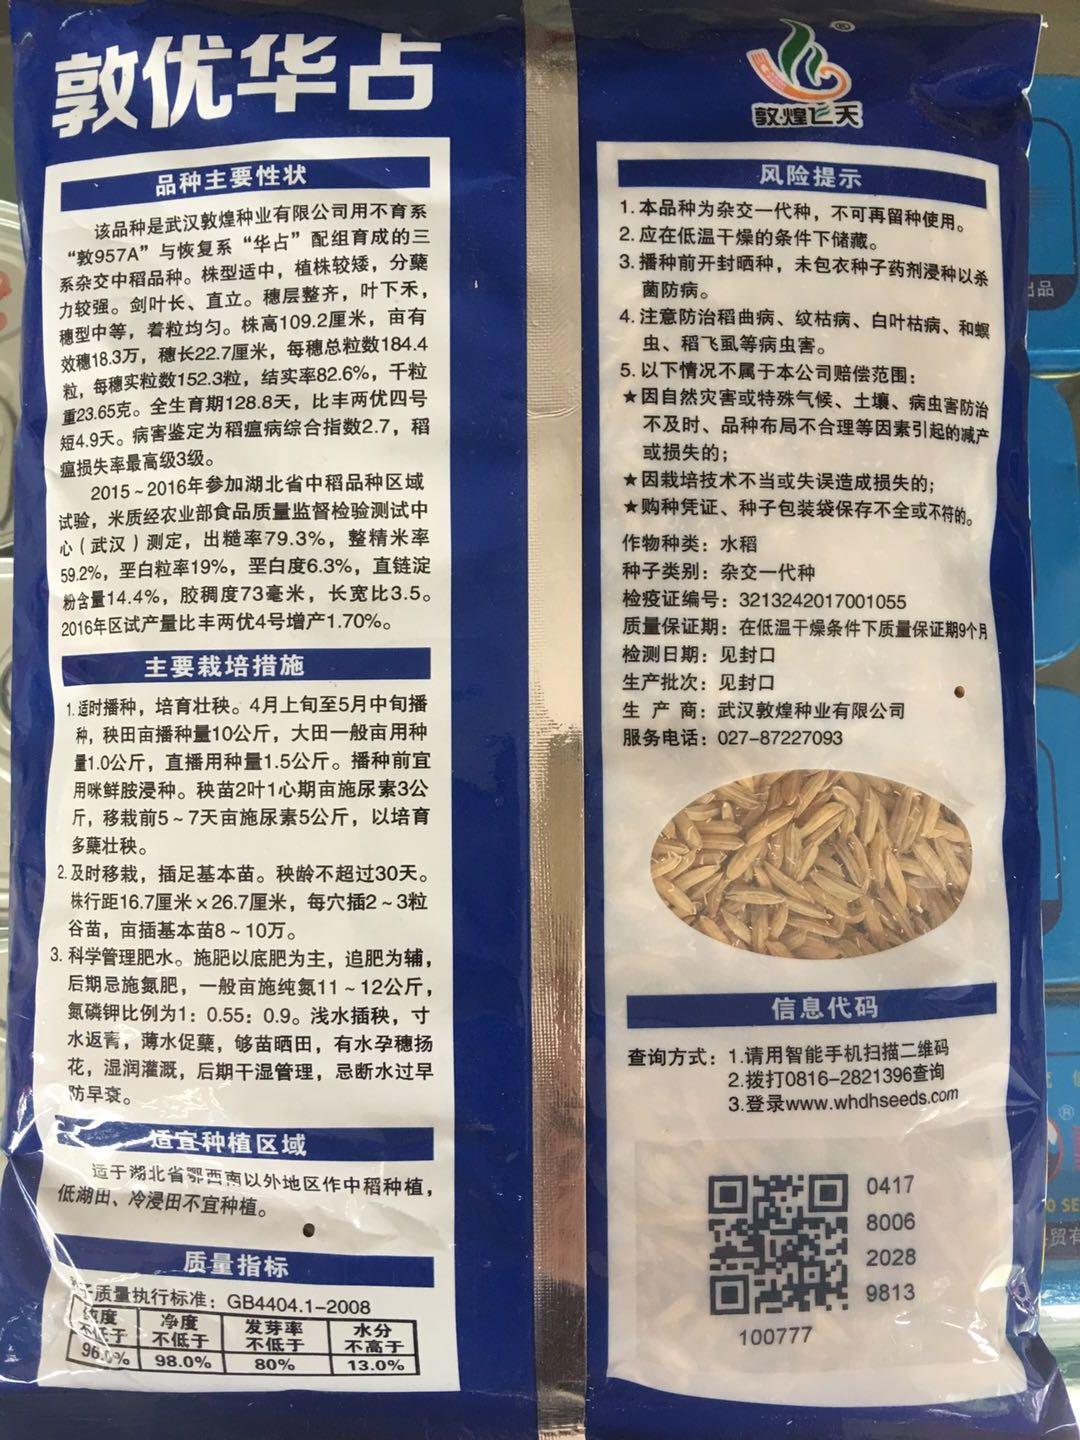 敦优华占
品种主要性状
该品种是武汉敦煌种业有限公司用不育系
“敦957A”与恢复系“华占”配组育成的三
系杂交中稻品种。株型适中，植株较矮，分蘖
力较强。剑叶长、直立。穗层整齐，叶下禾，
穗型中等，着粒均匀。株高109.2厘米，亩有
效穗18.3万，穗长22.7厘米，每穗总粒数184.4
粒，每穗实粒数152.3粒，结实率82.6%，千粒
重23.65克。全生育期128.8天，比丰两优四号
短4.9天。病害鉴定为稻瘟病综合指数2.7，稻
瘟损失率最高级3级。
2015~2016年参加湖北省中稻品种区域
试验，米质经农业部食品质量监督检验测试中
心（武汉）测定，出糙率79.3%，整精米率
59.2%，垩白粒率19%，垩白度6.3%，直链淀
粉含量14.4%，胶稠度73毫米，长宽比3.5。
2016年区试产量比丰两优4号增产1.70%。
主要栽培措施
1.适时播种，培育壮秧。4月上旬至5月中旬播
种，秧田亩播种量10公斤，大田一般亩用种
量1.0公斤，直播用种量1.5公斤。播种前宜
用咪鲜胺浸种。秧苗2叶1心期亩施尿素3公
斤，移栽前5~7天亩施尿素5公斤，以培育
多蘖壮秧。
2.及时移栽，插足基本苗。秧龄不超过30天。
株行距16.7厘米×26.7厘米，每穴插2~3粒
谷苗，亩插基本苗8~10万。
3.科学管理肥水。施肥以底肥为主，追肥为辅，
后期忌施氮肥，一般亩施纯氮11~12公斤，
氮磷钾比例为1：0.55：0.9。浅水插秧，寸
水返青，薄水促蘖，够苗晒田，有水孕穗扬
花，湿润灌溉，后期干湿管理，忌断水过早
防早衰。
适宜种植区域
适于湖北省鄂西南以外地区作中稻种植，
低湖田、冷浸田不宜种植。
质量指标
子质量执行标准：GB4404.1-2008
纯度 净度 发芽率 水分
不低于 不低于 不低于 不高于
96.0% 98.0% 80% 13.0%
®
敦煌飞天
风险提示
1.本品种为杂交一代种，不可再留种使用。
2.应在低温干燥的条件下储藏。
3.播种前开封晒种，未包衣种子药剂浸种以杀
菌防病。
4.注意防治稻曲病、纹枯病、白叶枯病、和螟
虫、稻飞虱等病虫害。
5.以下情况不属于本公司赔偿范围：
★因自然灾害或特殊气候、土壤、病虫害防治
不及时、品种布局不合理等因素引起的减产
或损失的；
★因栽培技术不当或失误造成损失的；
★购种凭证、种子包装袋保存不全或不符的。
作物种类：水稻
种子类别：杂交一代种
检疫证编号：3213242017001055
质量保证期：在低温干燥条件下质量保证期9个月
检测日期：见封口
生产批次：见封口
生 产 商：武汉敦煌种业有限公司
服务电话：027-87227093
信息代码
查询方式：1.请用智能手机扫描二维码
2.拨打0816-2821396查询
3.登录www.whdhseeds.com
0417
8006
2028
9813
100777
出品
®